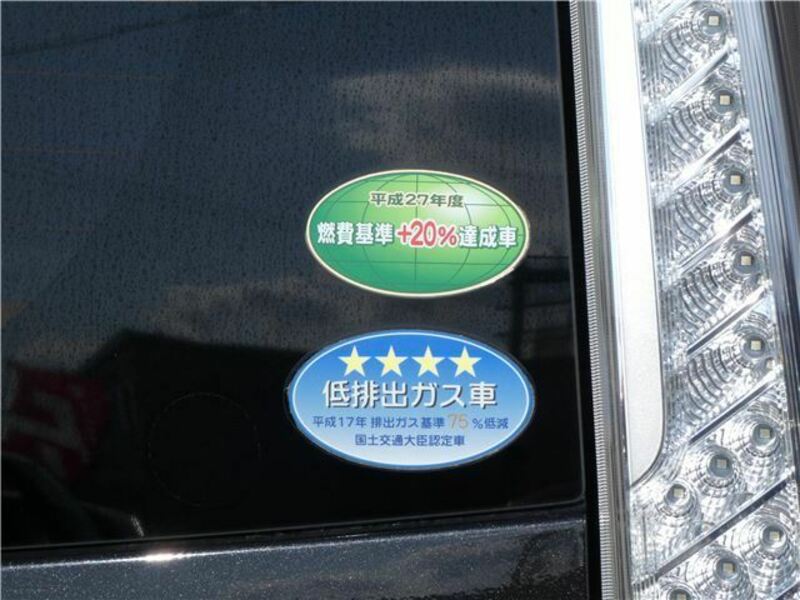 平成27年度
燃費基準+20%達成車
低排出ガス車
平成17年 排出ガス基準 75 %低減
国土交通大臣認定車